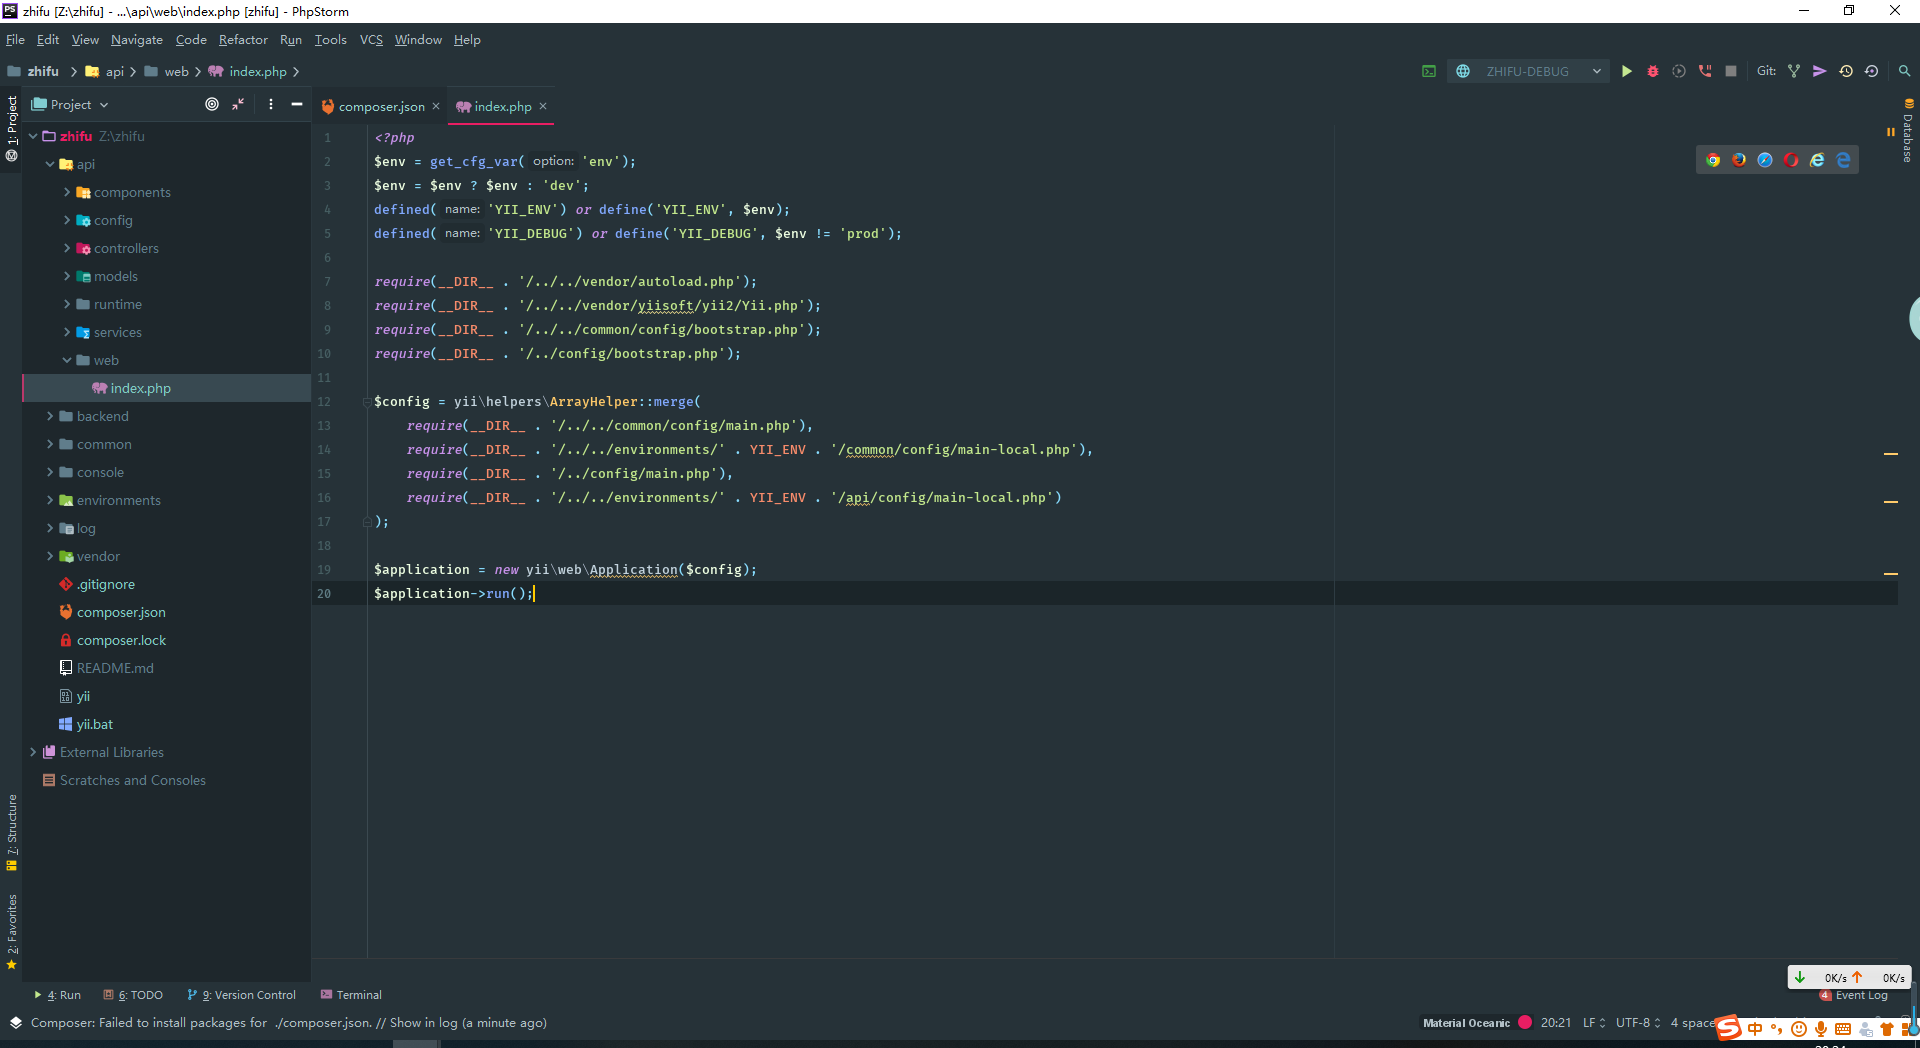 zhifu [Z:\zhifu] - ...\api\web\index.php [zhifu] - PhpStorm
File Edit View Navigate Code Refactor Run Tools VCS Window Help
zhifu api web index.php
ZHIFU-DEBUG
Git:
1: Project
Project
composer.json
index.php
Database
zhifu Z:\zhifu
api
components
config
controllers
models
runtime
services
web
index.php
backend
common
console
environments
log
vendor
.gitignore
composer.json
composer.lock
README.md
yii
yii.bat
External Libraries
Scratches and Consoles
7: Structure
2: Favorites
1 <?php
2 $env = get_cfg_var( option: 'env');
3 $env = $env ? $env : 'dev';
4 defined( name: 'YII_ENV') or define('YII_ENV', $env);
5 defined( name: 'YII_DEBUG') or define('YII_DEBUG', $env != 'prod');
6
7 require(__DIR__ . '/../../vendor/autoload.php');
8 require(__DIR__ . '/../../vendor/yiisoft/yii2/Yii.php');
9 require(__DIR__ . '/../../common/config/bootstrap.php');
10 require(__DIR__ . '/../config/bootstrap.php');
11
12 $config = yii\helpers\ArrayHelper::merge(
13 require(__DIR__ . '/../../common/config/main.php'),
14 require(__DIR__ . '/../../environments/' . YII_ENV . '/common/config/main-local.php'),
15 require(__DIR__ . '/../config/main.php'),
16 require(__DIR__ . '/../../environments/' . YII_ENV . '/api/config/main-local.php')
17 );
18
19 $application = new yii\web\Application($config);
20 $application->run();
0K/s 0K/s
4: Run 6: TODO 9: Version Control Terminal
4 Event Log
Composer: Failed to install packages for ./composer.json. // Show in log (a minute ago)
Material Oceanic 20:21 LF UTF-8 4 space
S 中